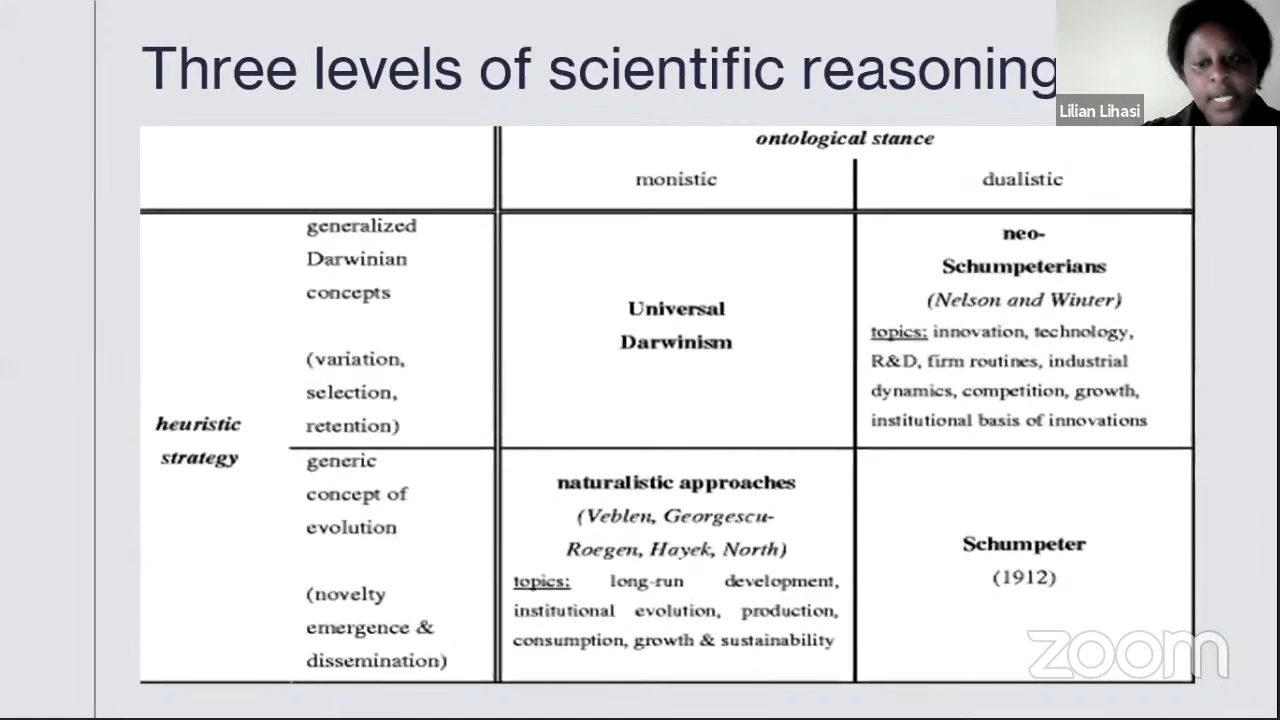 Three levels of scientific reasoning
Lilian Lihasi
ontological stance
monistic
dualistic
heuristic
strategy
generalized
Darwinian
concepts
(variation,
selection,
retention)
Universal
Darwinism
neo-
Schumpeterians
(Nelson and Winter)
topics: innovation, technology,
R&D, firm routines, industrial
dynamics, competition, growth,
institutional basis of innovations
generic
concept of
evolution
(novelty
emergence &
dissemination)
naturalistic approaches
(Veblen, Georgescu-
Roegen, Hayek, North)
topics: long-run development,
institutional evolution, production,
consumption, growth & sustainability
Schumpeter
(1912)
zoom